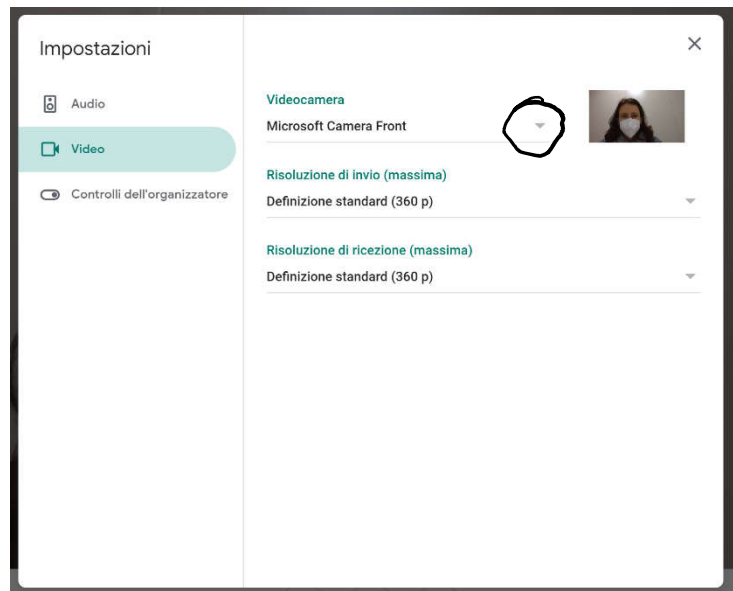 Impostazioni
Audio
Video
Controlli dell'organizzatore
Videocamera
Microsoft Camera Front
Risoluzione di invio (massima)
Definizione standard (360 p)
Risoluzione di ricezione (massima)
Definizione standard (360 p)